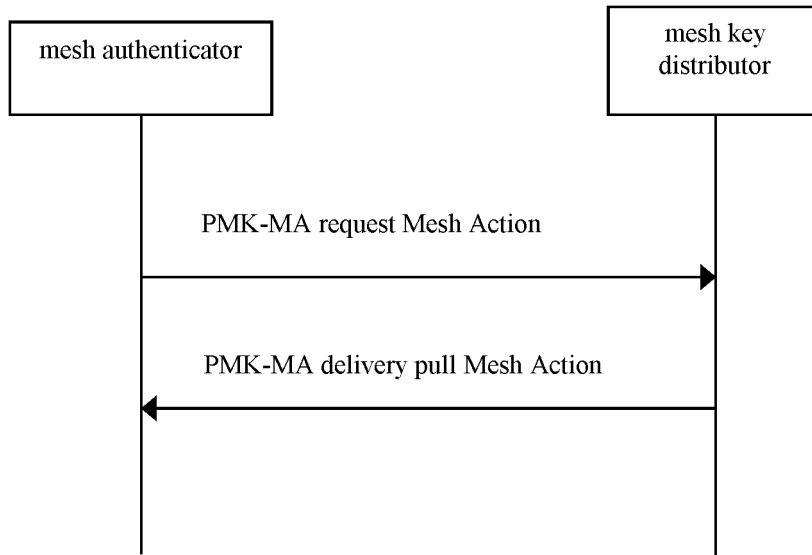 mesh authenticator
mesh key
distributor
PMK-MA request Mesh Action
PMK-MA delivery pull Mesh Action